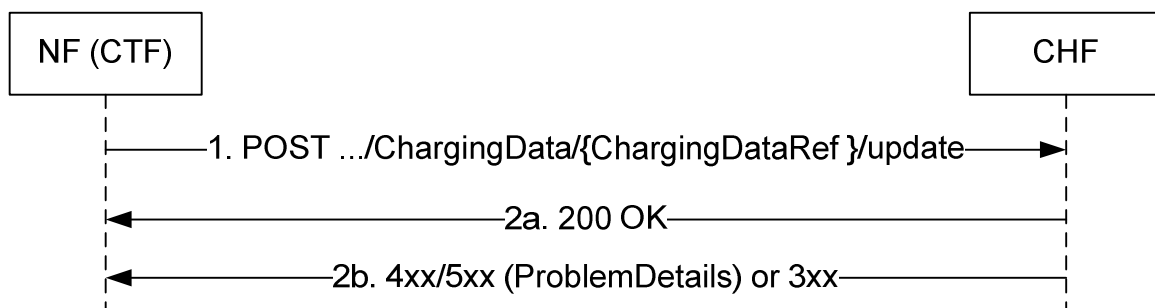 NF (CTF)
CHF
1. POST .../ChargingData/{ChargingDataRef }/update
2a. 200 OK
2b. 4xx/5xx (ProblemDetails) or 3xx